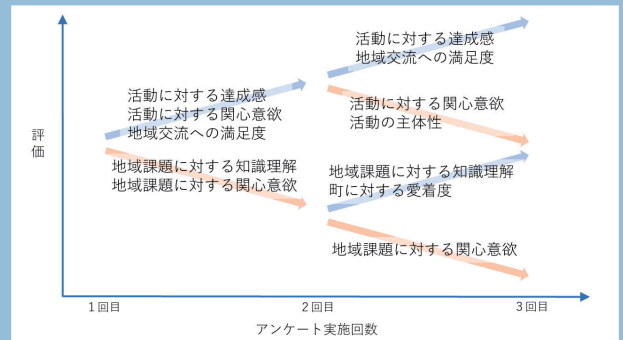 活動に対する達成感
地域交流への満足度
活動に対する達成感
活動に対する関心意欲
地域交流への満足度
活動に対する関心意欲
活動の主体性
評価
地域課題に対する知識理解
地域課題に対する関心意欲
地域課題に対する知識理解
町に対する愛着度
地域課題に対する関心意欲
1回目
2回目
3回目
アンケート実施回数